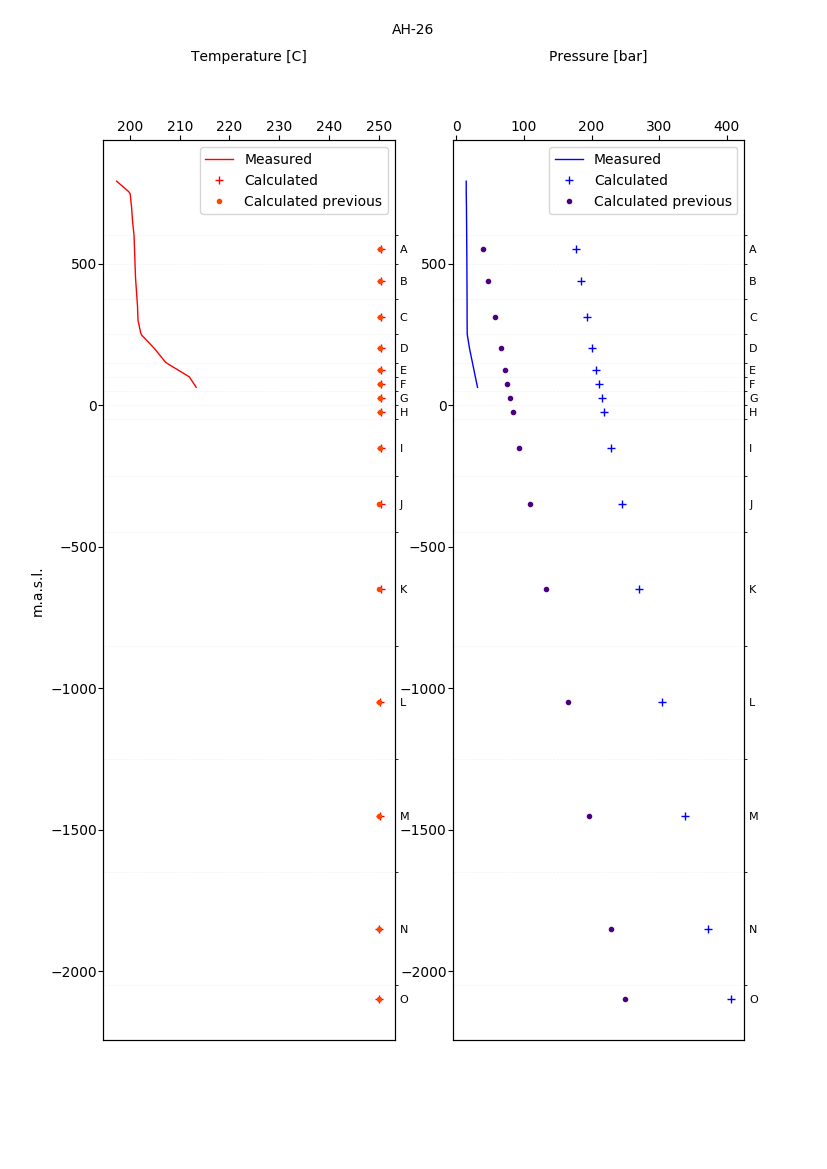 AH-26
Temperature [C] Pressure [bar]
200 210 220 230 240 250 0 100 200 300 400
Measured Measured
Calculated Calculated
Calculated previous Calculated previous
A A
500 500
B B
C C
D D
E E
F F
G G
0 0
H H
I I
J J
−500 −500
m.a.s.l.
K K
−1000 −1000
L L
M M
−1500 −1500
N N
−2000 −2000
O O